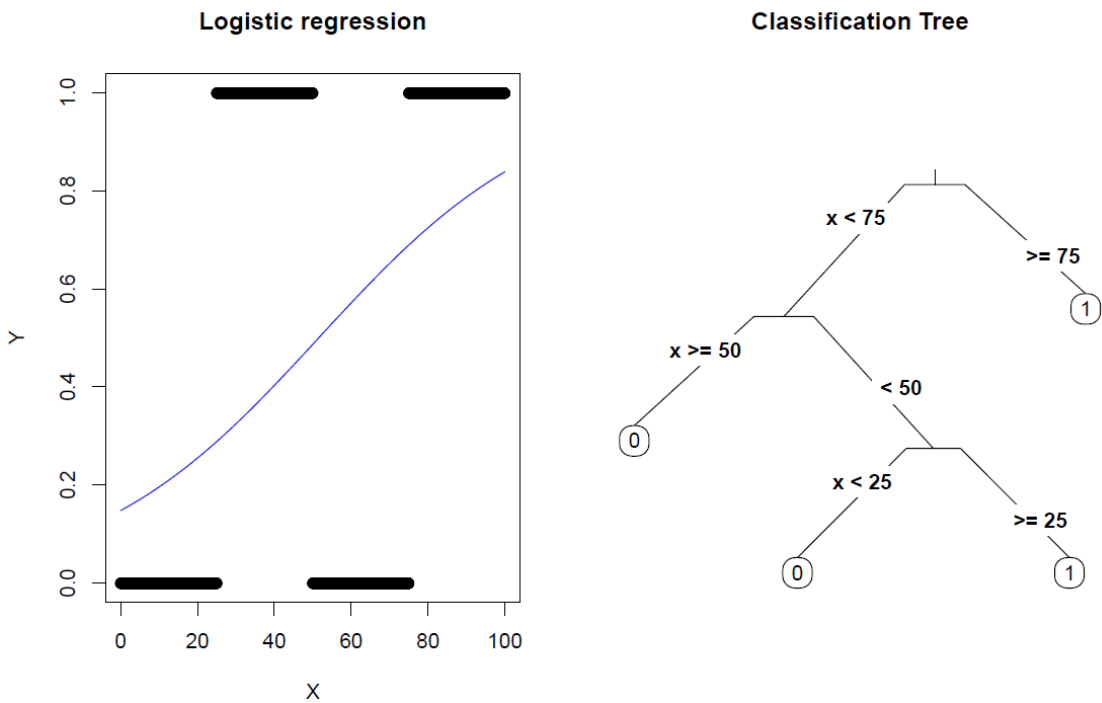 Logistic regression
Y
1.0
0.8
0.6
0.4
0.2
0.0
0 20 40 60 80 100
X
Classification Tree
x < 75
>= 75
1
x >= 50
< 50
0
x < 25
>= 25
0
1